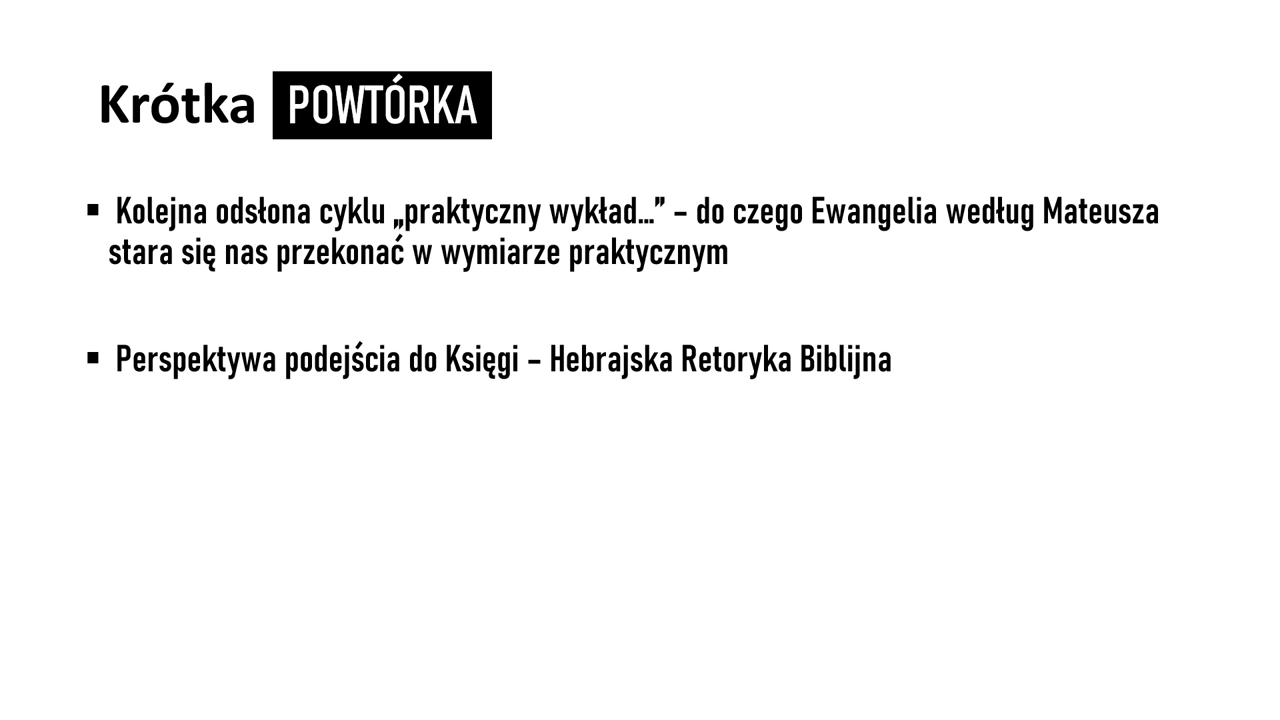 Krótka POWTÓRKA
▪ Kolejna odsłona cyklu „praktyczny wykład…” – do czego Ewangelia według Mateusza
stara się nas przekonać w wymiarze praktycznym
▪ Perspektywa podejścia do Księgi – Hebrajska Retoryka Biblijna